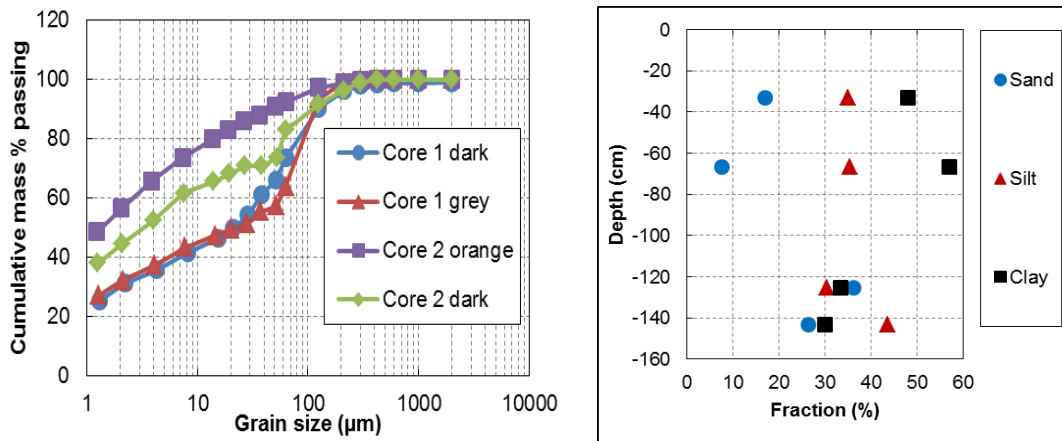 120
100
80
60
40
20
0
Cumulative mass % passing
1
10
100
1000
10000
Grain size (µm)
Core 1 dark
Core 1 grey
Core 2 orange
Core 2 dark
0
-20
-40
-60
-80
-100
-120
-140
-160
Depth (cm)
0
10
20
30
40
50
60
Fraction (%)
Sand
Silt
Clay